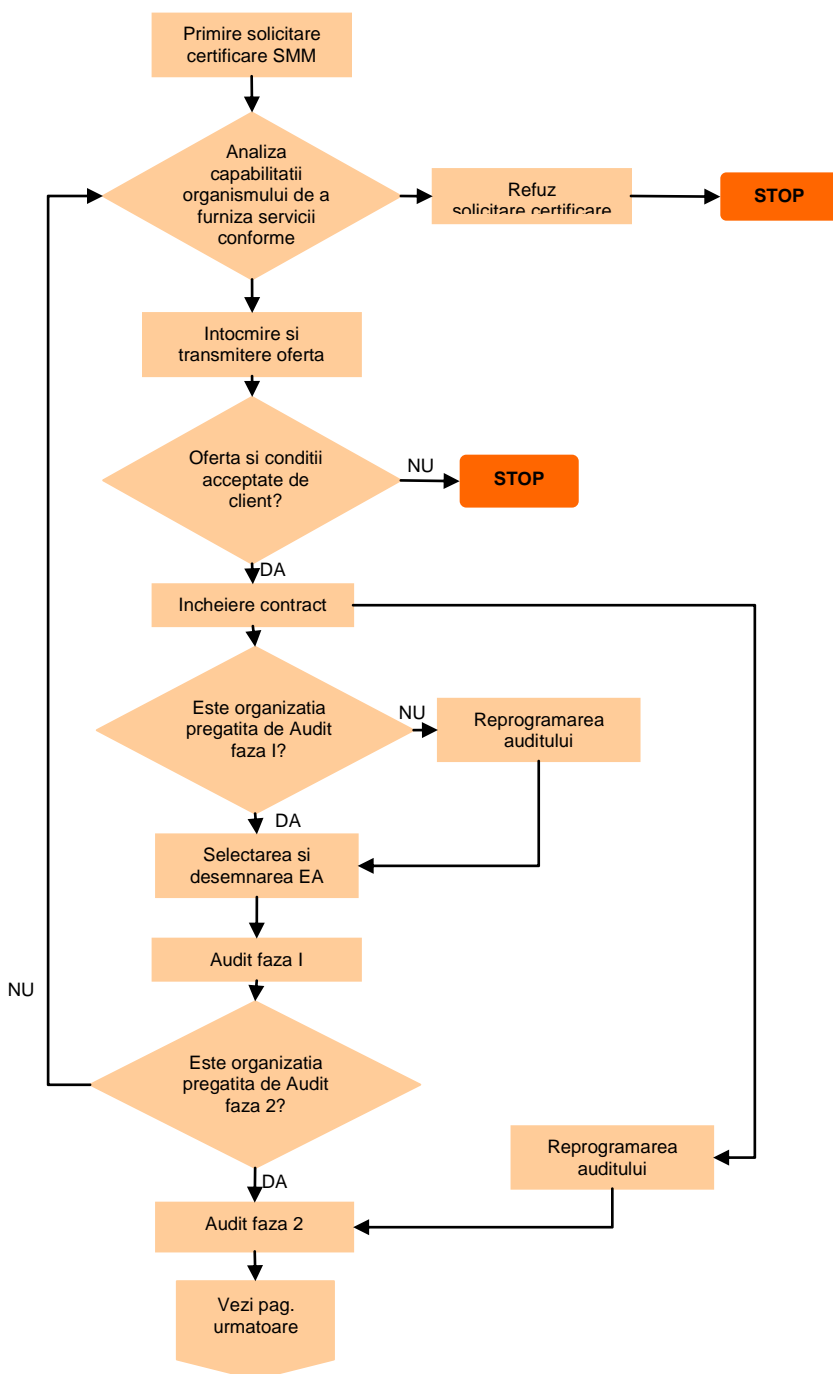 Primire solicitare
certificare SMM
Analiza
capabilitatii
organismului de a
furniza servicii
conforme
Refuz
solicitare certificare
STOP
Intocmire si
transmitere oferta
Oferta si conditii
acceptate de
client?
NU
STOP
DA
Incheiere contract
Este organizatia
pregatita de Audit
faza I?
NU
Reprogramarea
auditului
DA
Selectarea si
desemnarea EA
Audit faza I
NU
Este organizatia
pregatita de Audit
faza 2?
Reprogramarea
auditului
DA
Audit faza 2
Vezi pag.
urmatoare